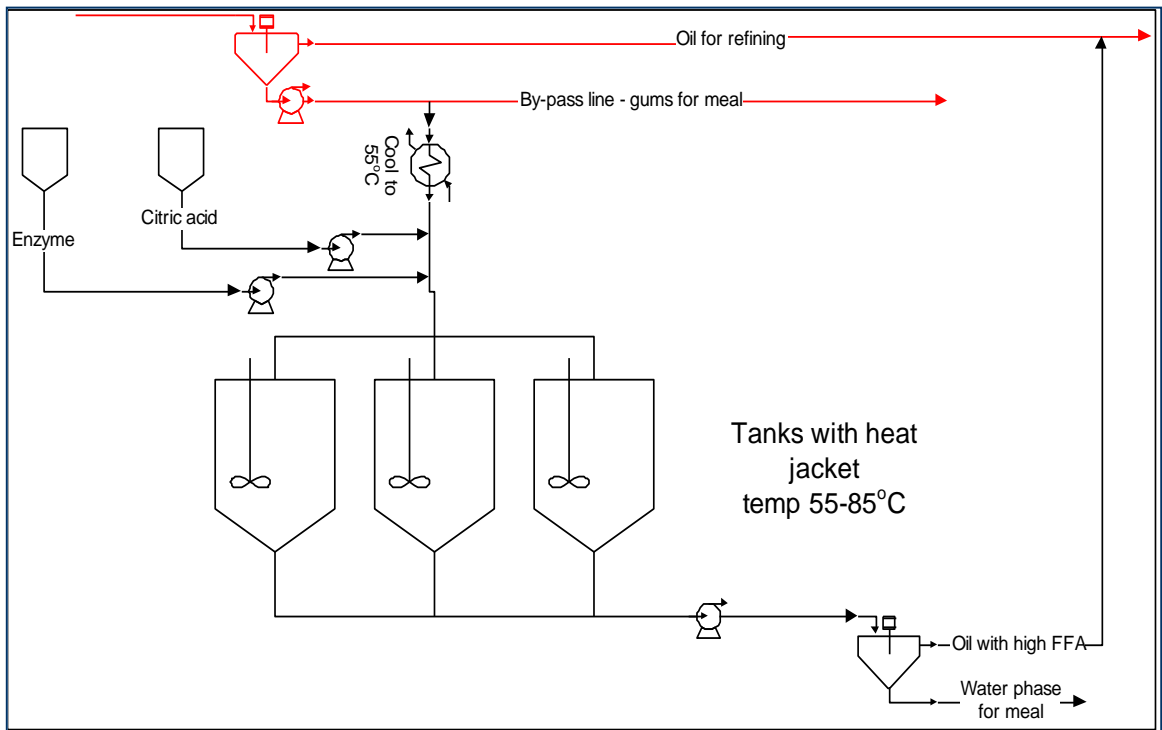 Oil for refining
By-pass line - gums for meal
Cool to
55°C
Citric acid
Enzyme
Tanks with heat
jacket
temp 55-85°C
Oil with high FFA
Water phase
for meal